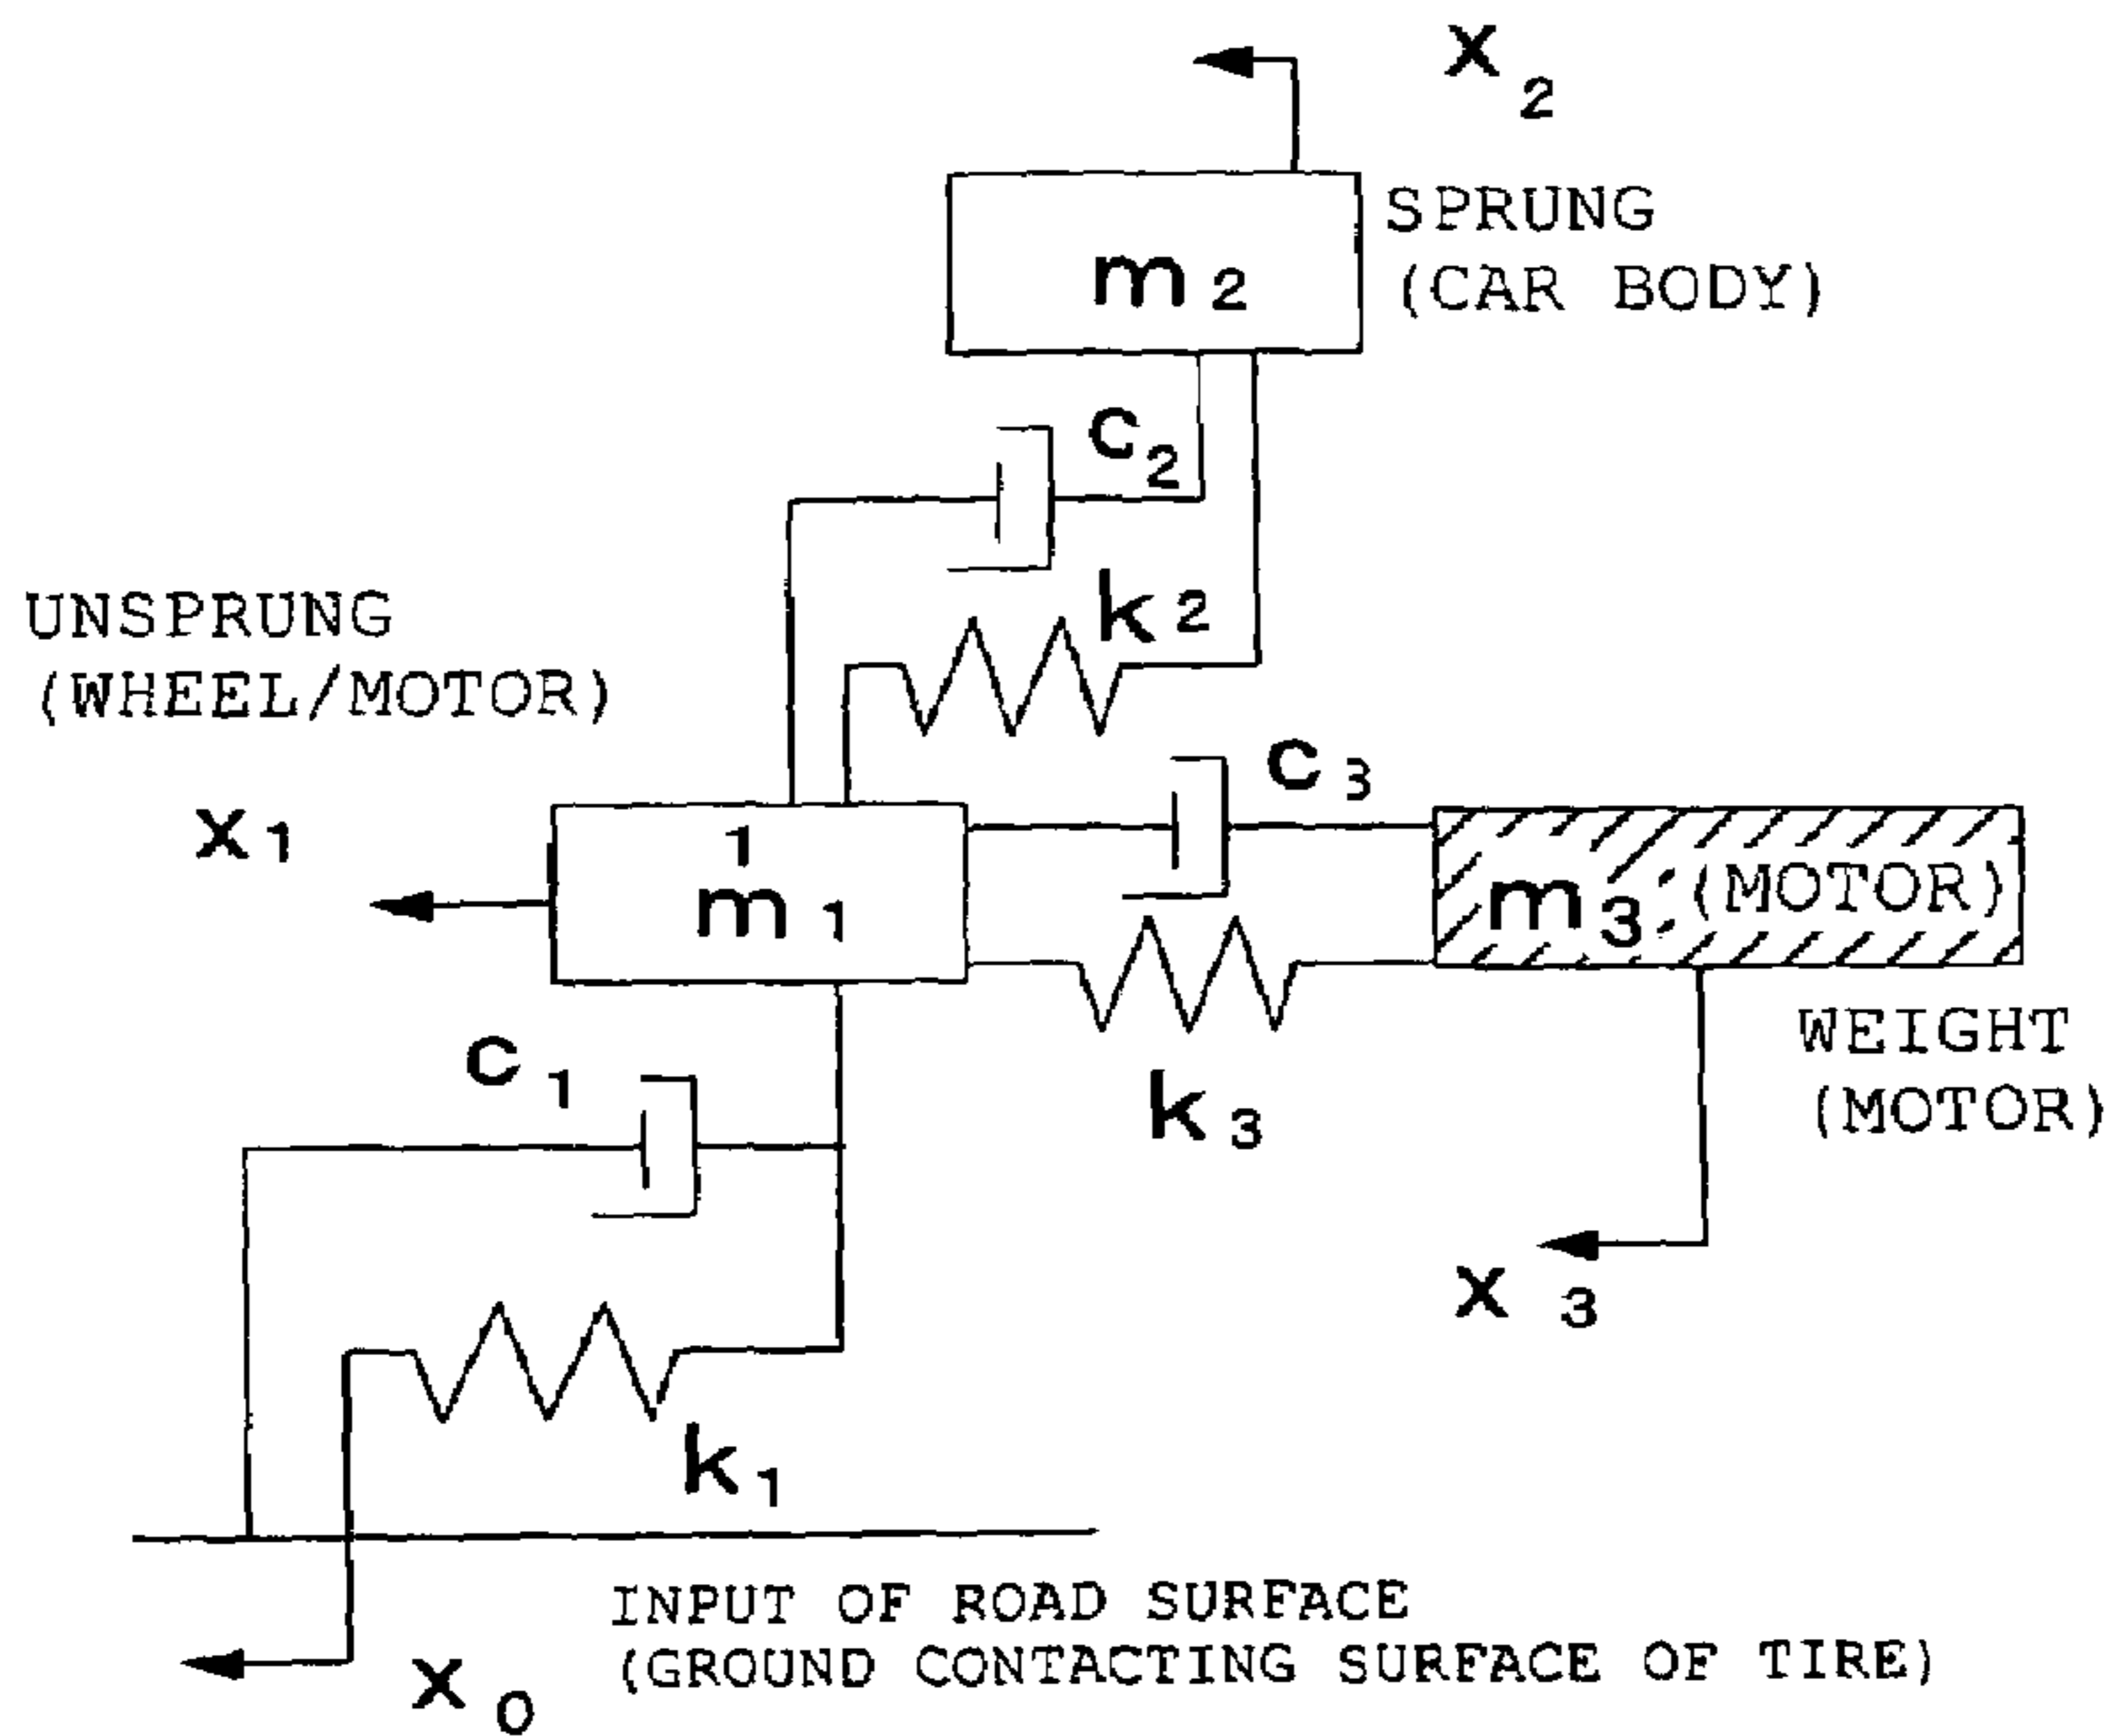 x2
SPRUNG
(CAR BODY)
m2
c2
k2
UNSPRUNG
(WHEEL/MOTOR)
x1
1
m1
c3
m3 (MOTOR)
k3
WEIGHT
(MOTOR)
c1
x3
k1
INPUT OF ROAD SURFACE
(GROUND CONTACTING SURFACE OF TIRE)
x0